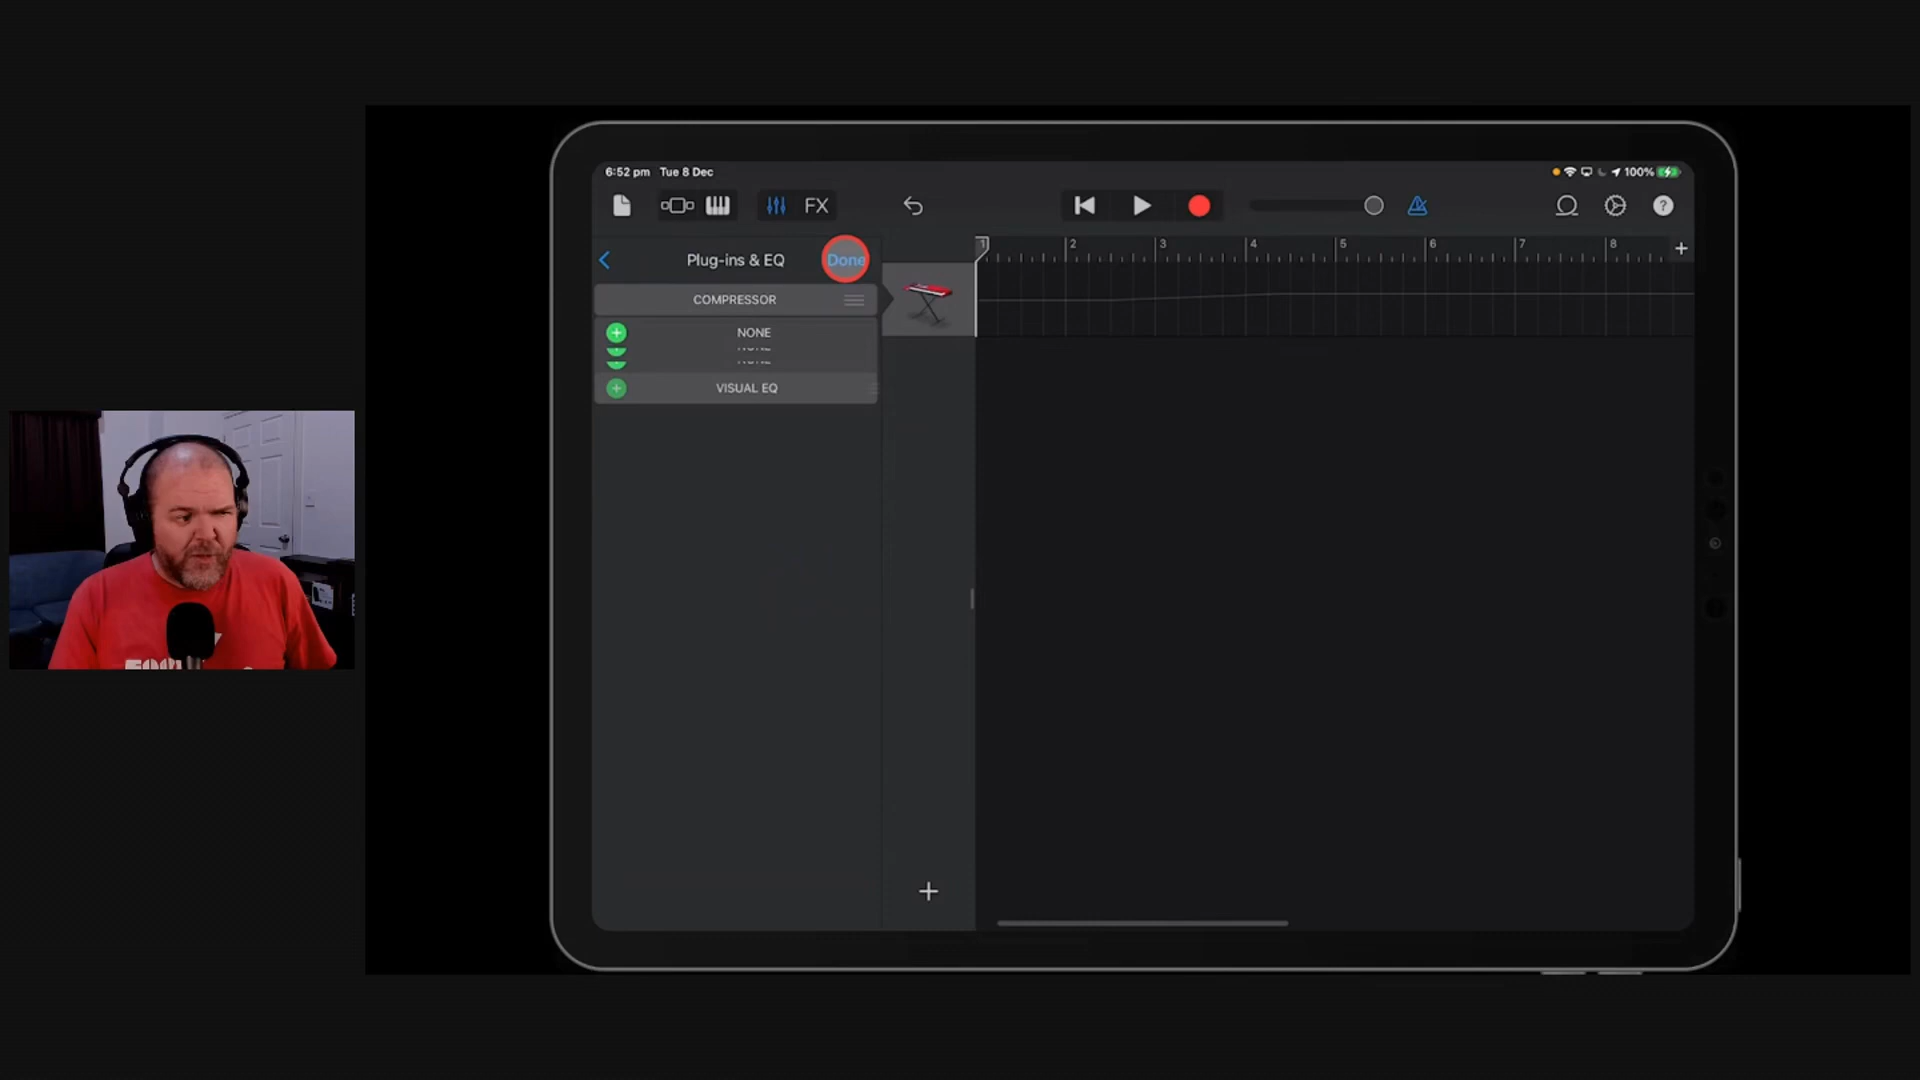 6:52 pm Tue 8 Dec
100%
FX
Plug-ins & EQ
Done
1 2 3 4 5 6 7 8
COMPRESSOR
NONE
VISUAL EQ